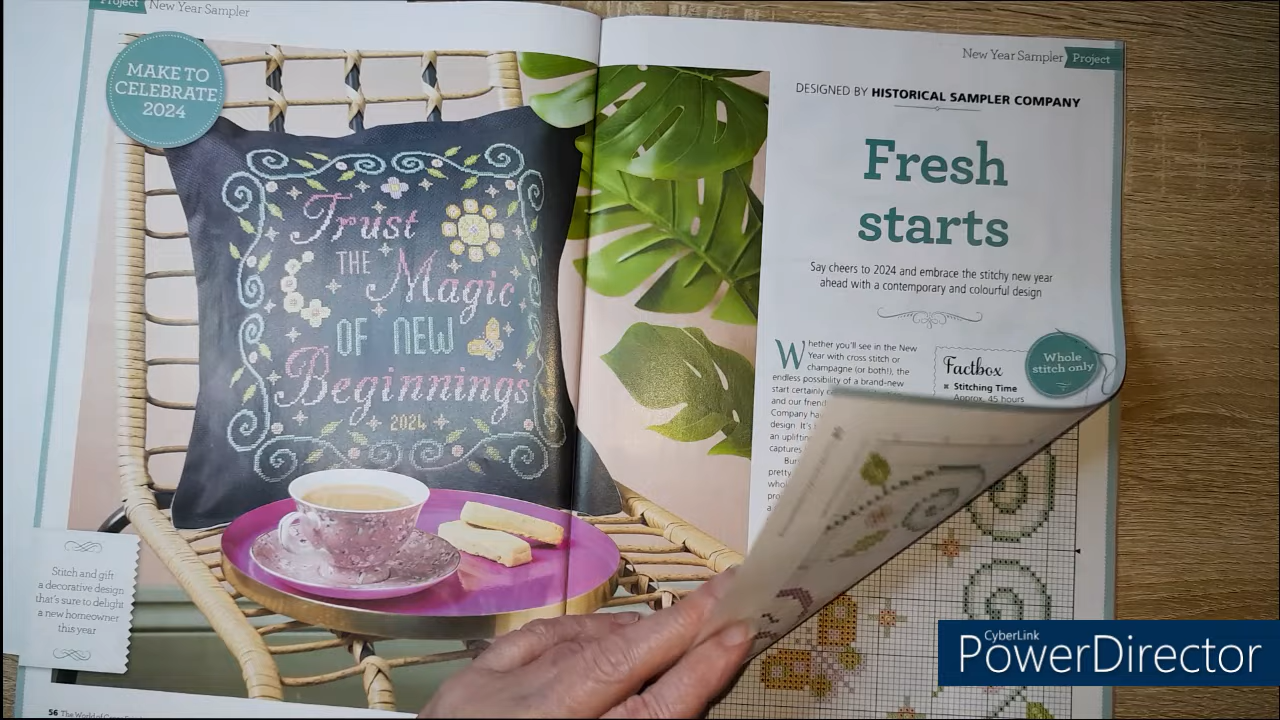 Project New Year Sampler
MAKE TO
CELEBRATE
2024
Trust
THE Magic
OF NEW
Beginnings
2024
Stitch and gift
a decorative design
that's sure to delight
a new homeowner
this year
56 The World of Cross
New Year Sampler Project
DESIGNED BY HISTORICAL SAMPLER COMPANY
Fresh
starts
Say cheers to 2024 and embrace the stitchy new year
ahead with a contemporary and colourful design
Whether you'll see in the New
Year with cross stitch or
champagne (or both!), the
endless possibility of a brand-new
start certainly
and our
Company
design. It's
an
captures
Factbox
Stitching Time
Approx. 45 hours
Whole
stitch only
CyberLink
PowerDirector